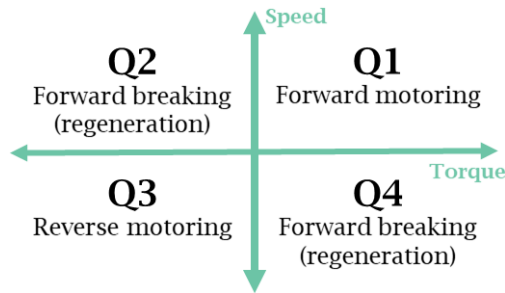 Speed
Q2
Forward breaking
(regeneration)
Q1
Forward motoring
Torque
Q3
Reverse motoring
Q4
Forward breaking
(regeneration)